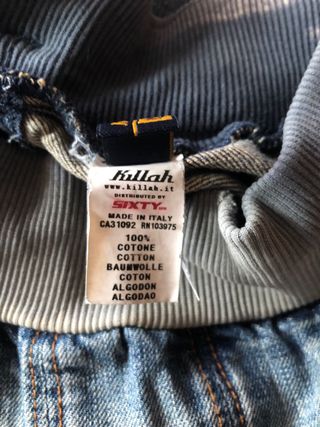 Killah
www.killah.it
DISTRIBUTED BY
SIXTY
MADE IN ITALY
CA31092 RN103975
100%
COTONE
COTTON
BAUMWOLLE
COTON
ALGODON
ALGODAO